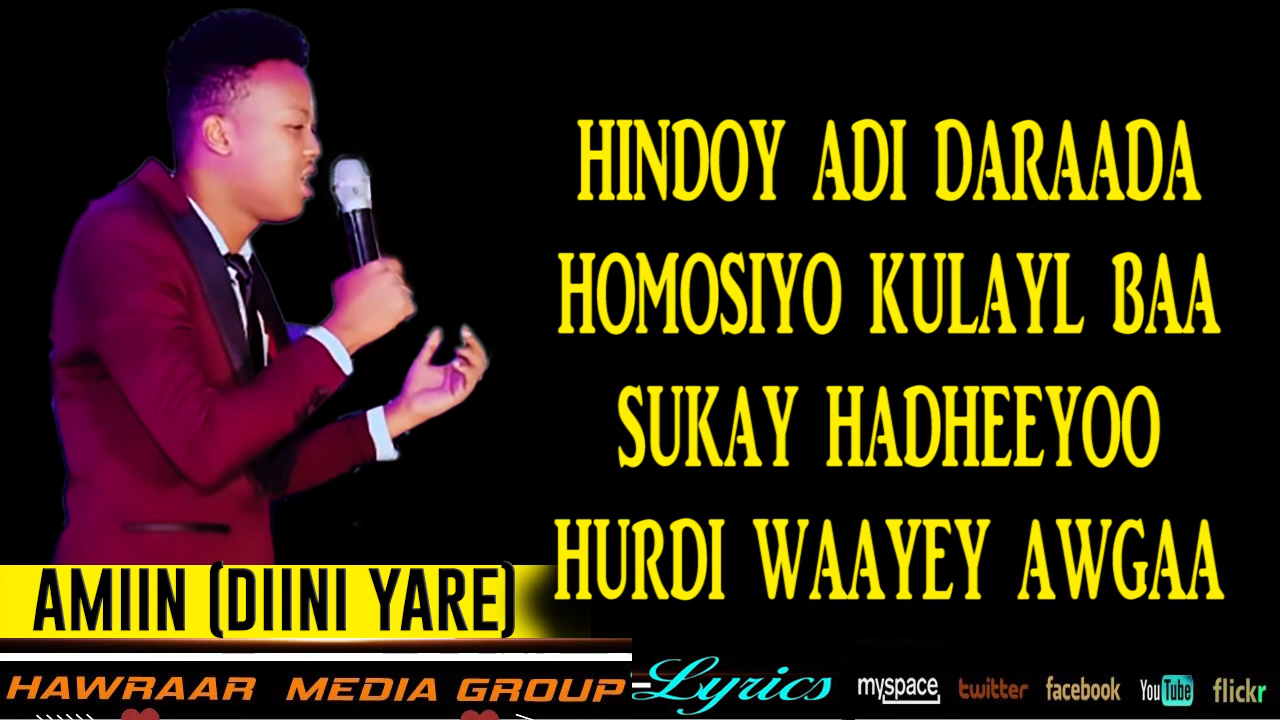 HINDOY ADI DARAADA
HOMOSIYO KULAYL BAA
SUKAY HADHEEYOO
HURDI WAAYEY AWGAA
AMIIN (DIINI YARE)
HAWRAAR MEDIA GROUP
Lyrics
myspace twitter facebook YouTube flickr